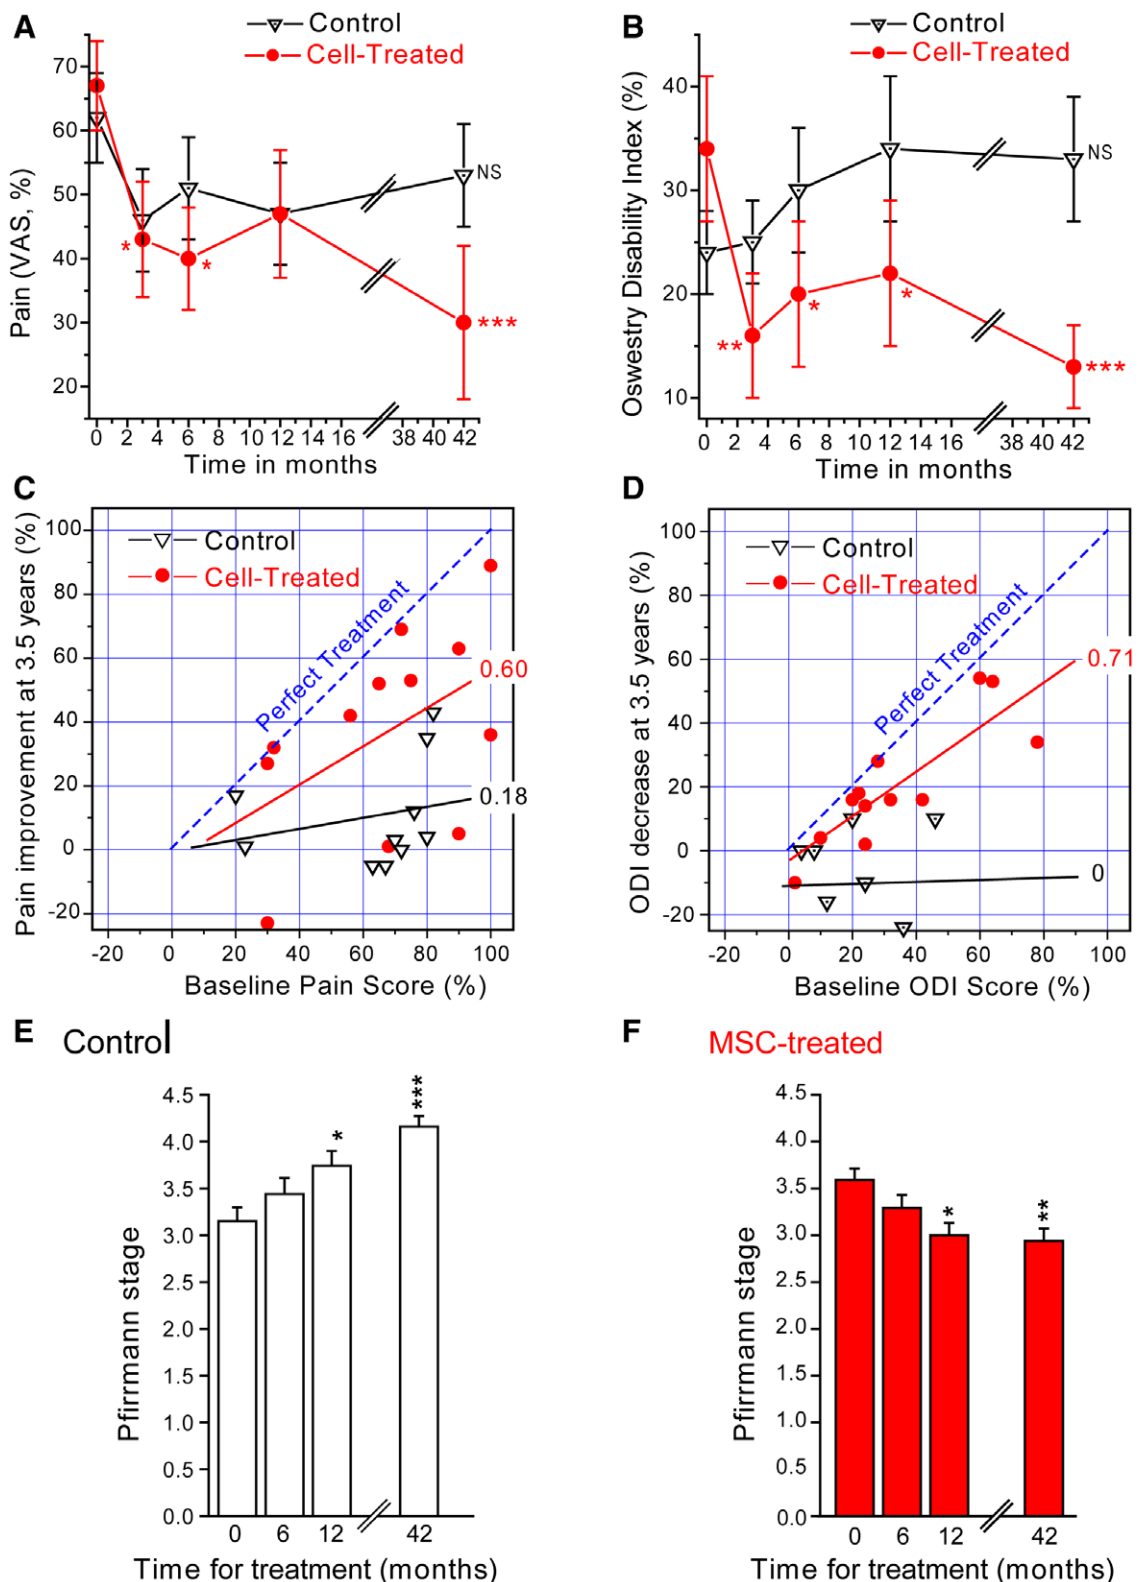 A
Control
Cell-Treated
Pain (VAS, %)
70
60
50
40
30
20
NS
*
*
***
0 2 4 6 8 10 12 14 16 38 40 42
Time in months
B
Control
Cell-Treated
Oswestry Disability Index (%)
40
30
20
10
NS
**
*
*
***
0 2 4 6 8 10 12 14 16 38 40 42
Time in months
C
Control
Cell-Treated
Perfect Treatment
Pain improvement at 3.5 years (%)
100
80
60
40
20
0
-20
0.60
0.18
-20 0 20 40 60 80 100
Baseline Pain Score (%)
D
Control
Cell-Treated
Perfect Treatment
ODI decrease at 3.5 years (%)
100
80
60
40
20
0
-20
0.71
0
-20 0 20 40 60 80 100
Baseline ODI Score (%)
E Control
Pfirrmann stage
4.5
4.0
3.5
3.0
2.5
2.0
1.5
1.0
0.5
0.0
*
***
0 6 12 42
Time for treatment (months)
F MSC-treated
Pfirrmann stage
4.5
4.0
3.5
3.0
2.5
2.0
1.5
1.0
0.5
0.0
*
**
0 6 12 42
Time for treatment (months)